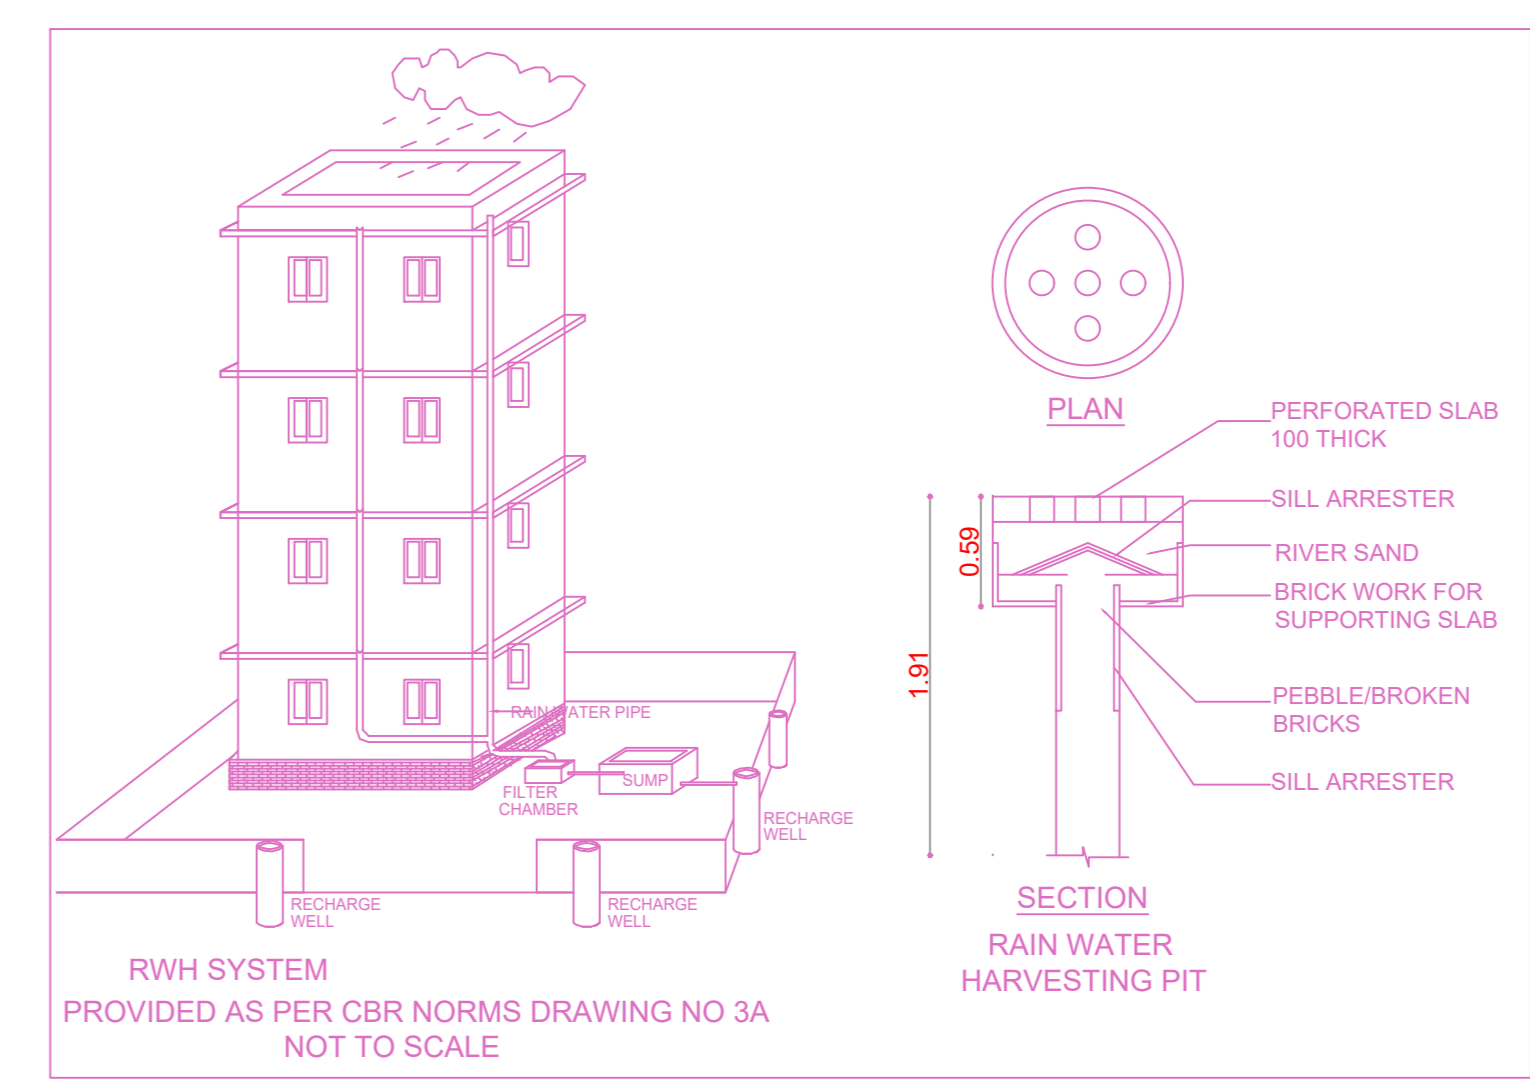 RAIN WATER PIPE
SUMP
FILTER
CHAMBER
RECHARGE
WELL
RECHARGE
WELL
RECHARGE
WELL
RWH SYSTEM
PROVIDED AS PER CBR NORMS DRAWING NO 3A
NOT TO SCALE
PLAN
PERFORATED SLAB
100 THICK
SILL ARRESTER
RIVER SAND
BRICK WORK FOR
SUPPORTING SLAB
PEBBLE/BROKEN
BRICKS
SILL ARRESTER
0.59
1.91
SECTION
RAIN WATER
HARVESTING PIT